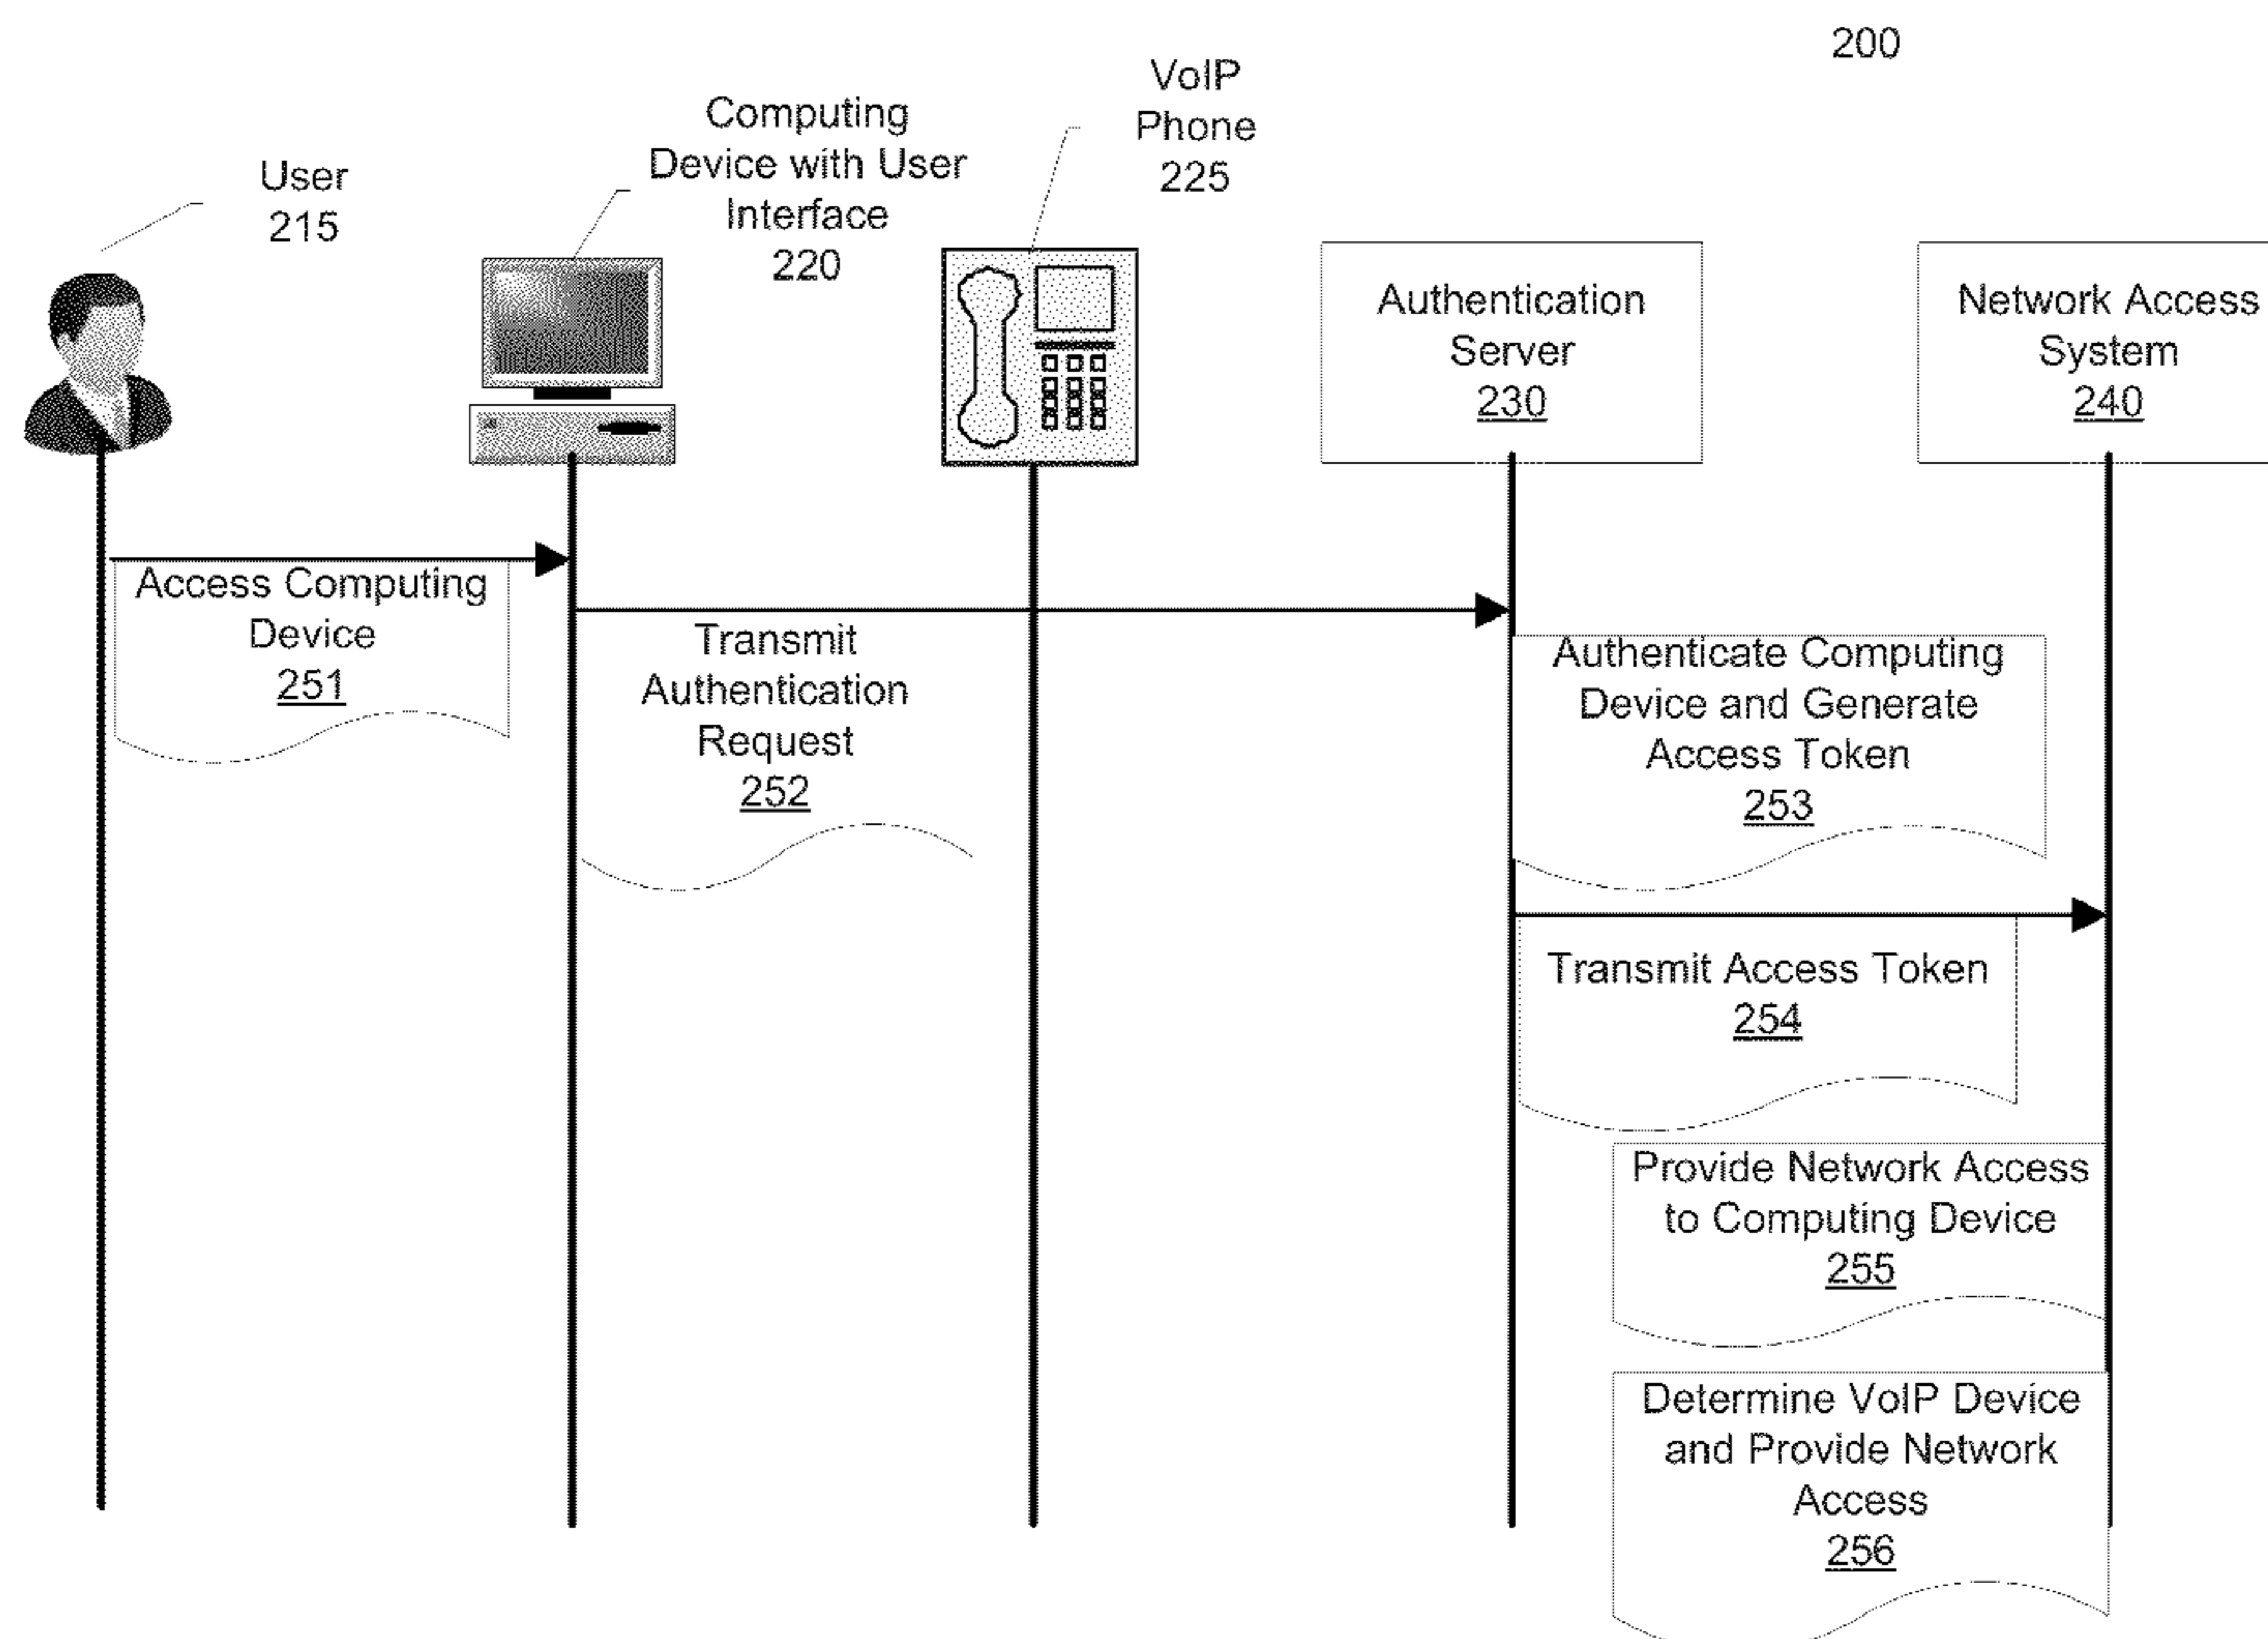 200
User
215
Computing
Device with User
Interface
220
VoIP
Phone
225
Authentication
Server
230
Network Access
System
240
Access Computing
Device
251
Transmit
Authentication
Request
252
Authenticate Computing
Device and Generate
Access Token
253
Transmit Access Token
254
Provide Network Access
to Computing Device
255
Determine VoIP Device
and Provide Network
Access
256